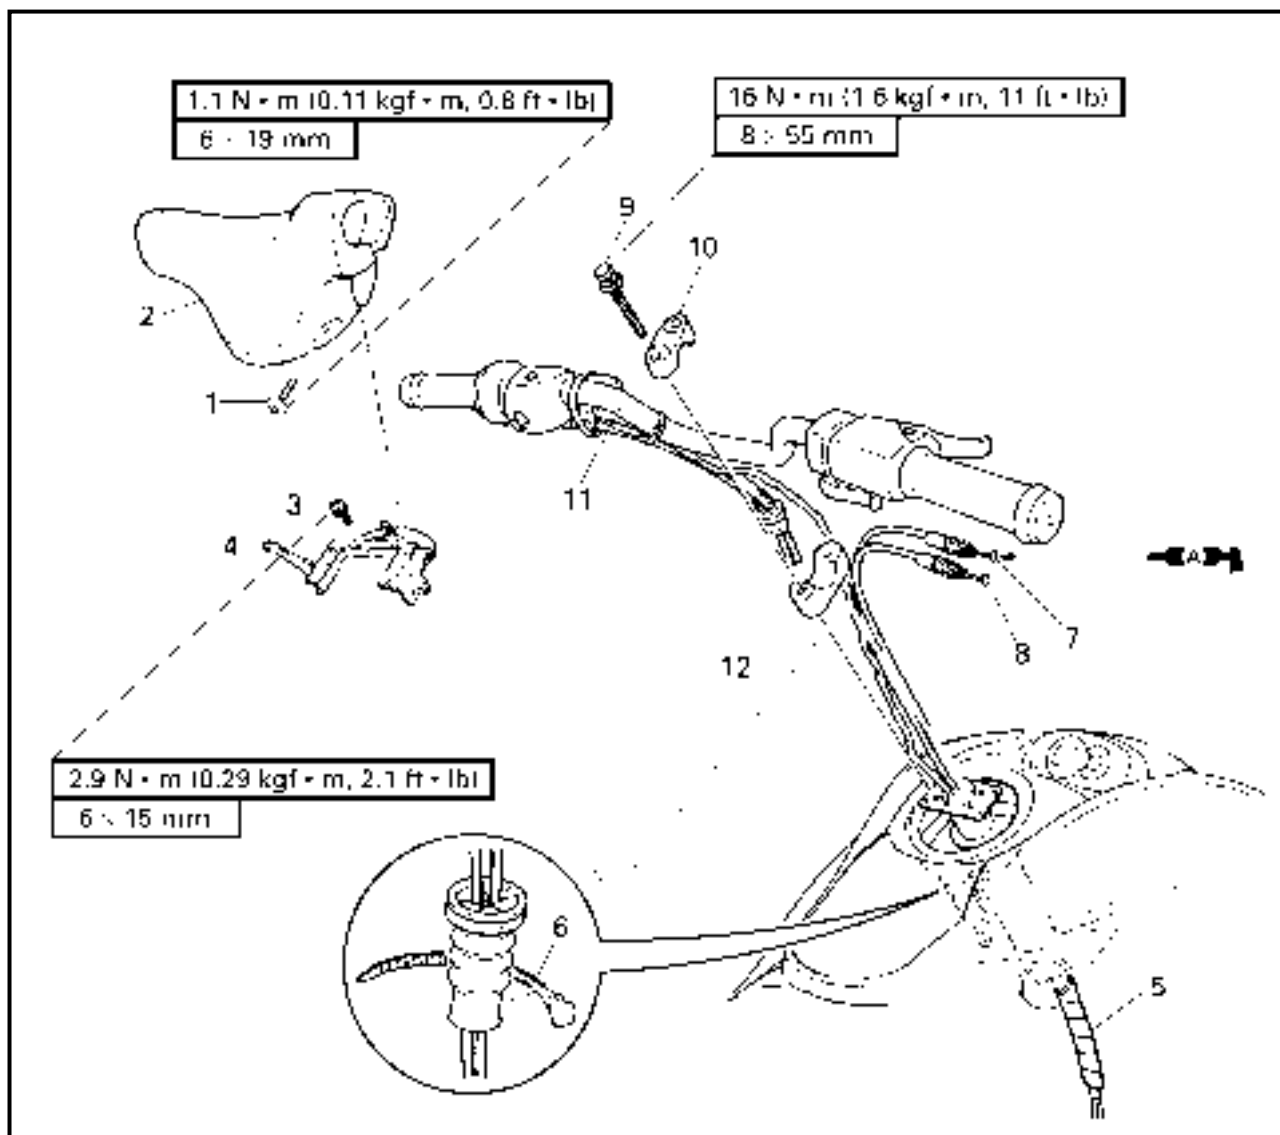 1.1 N • m (0.11 kgf • m, 0.8 ft • lb)
6 × 19 mm
16 N • m (1.6 kgf • m, 11 ft • lb)
8 × 55 mm
9
10
2
1
11
3
4
7
8
12
A
2.9 N • m (0.29 kgf • m, 2.1 ft • lb)
6 × 15 mm
6
5